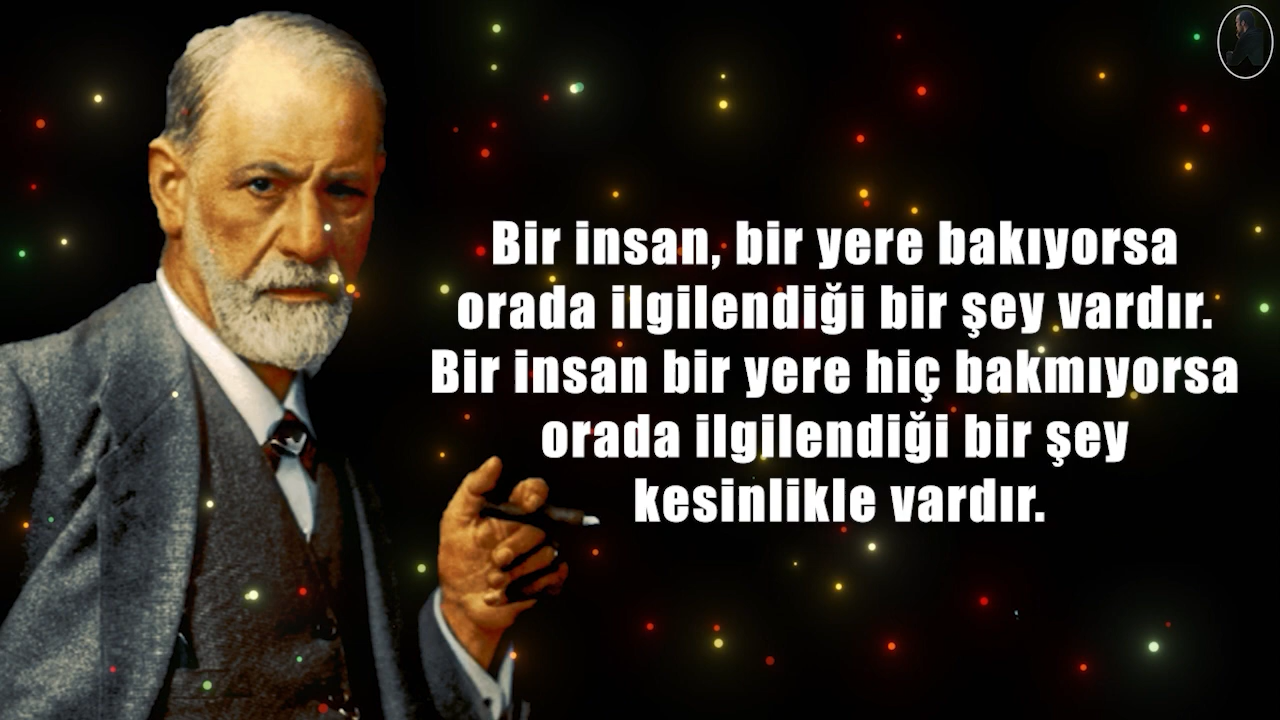 Bir insan, bir yere bakıyorsa
orada ilgilendiği bir şey vardır.
Bir insan bir yere hiç bakmıyorsa
orada ilgilendiği bir şey
kesinlikle vardır.